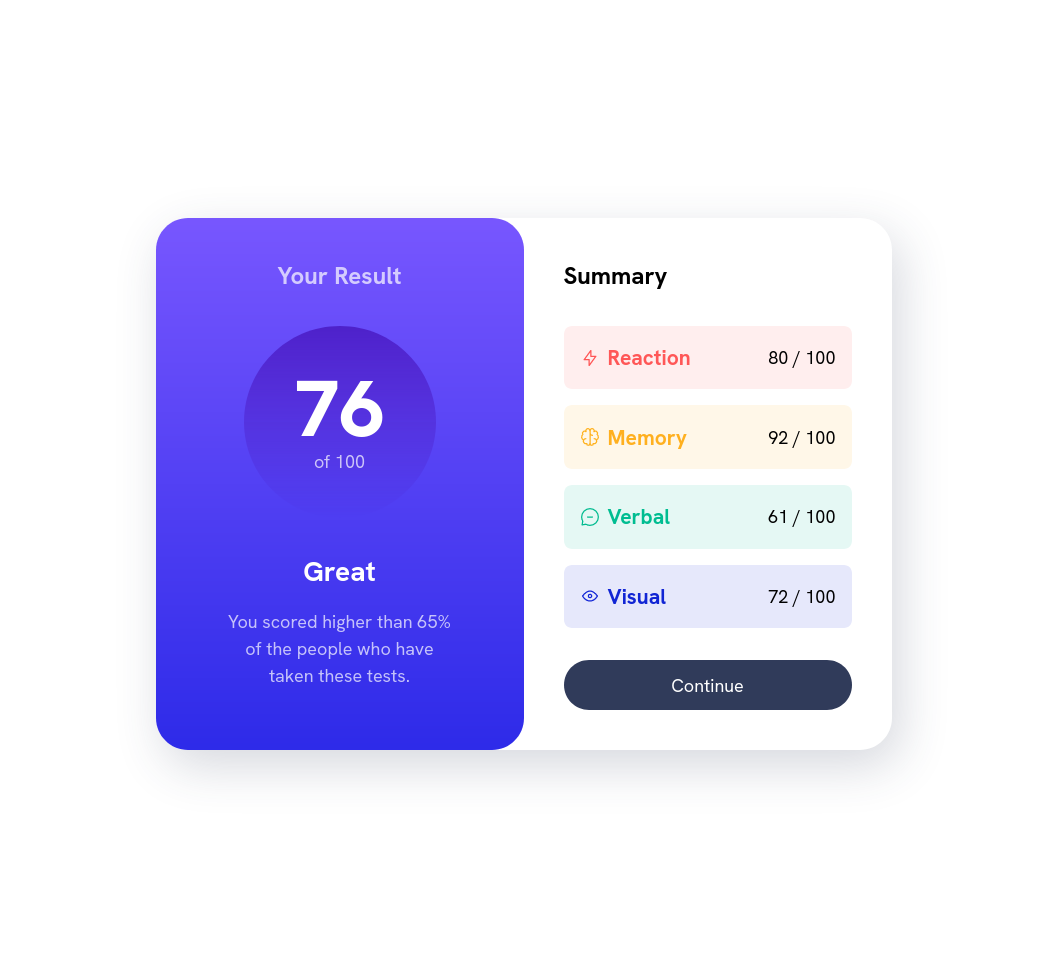 Your Result
76
of 100
Great
You scored higher than 65%
of the people who have
taken these tests.
Summary
Reaction 80 / 100
Memory 92 / 100
Verbal 61 / 100
Visual 72 / 100
Continue